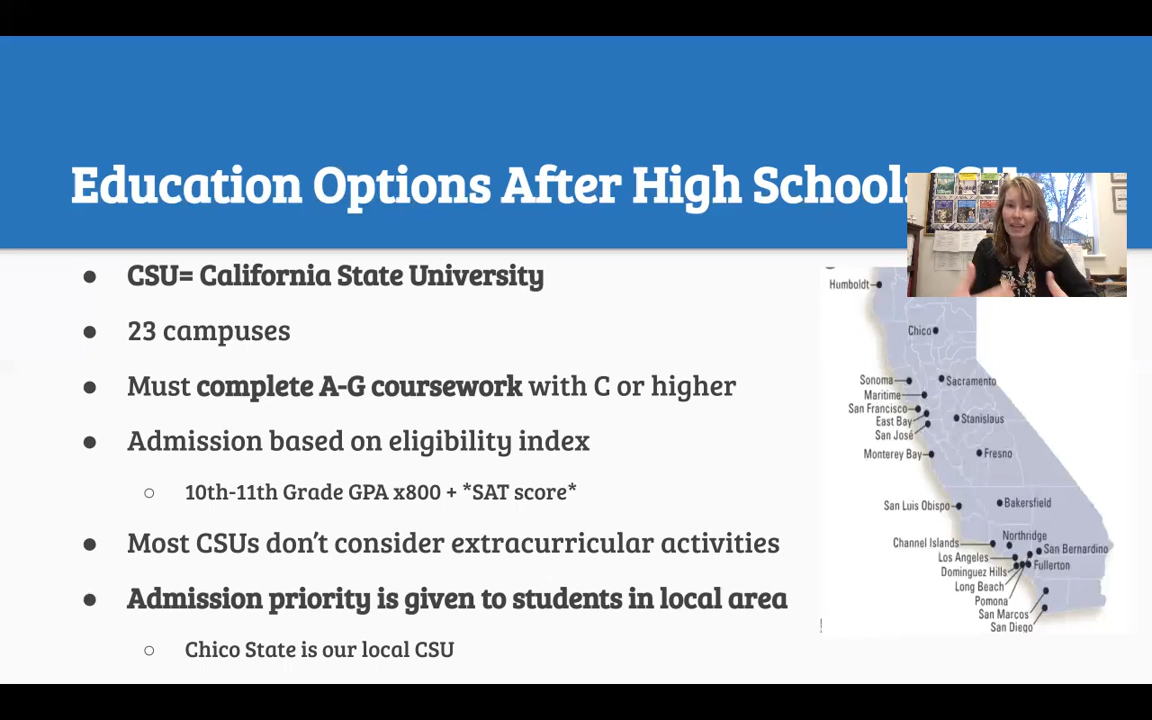 Education Options After High School: CSU
● CSU= California State University
● 23 campuses
● Must complete A-G coursework with C or higher
● Admission based on eligibility index
○ 10th-11th Grade GPA x800 + *SAT score*
● Most CSUs don't consider extracurricular activities
● Admission priority is given to students in local area
○ Chico State is our local CSU
Humboldt
Chico
Sonoma
Sacramento
Maritime
San Francisco
East Bay
Stanislaus
San José
Monterey Bay
Fresno
San Luis Obispo
Bakersfield
Northridge
Channel Islands
San Bernardino
Los Angeles
Fullerton
Dominguez Hills
Long Beach
Pomona
San Marcos
San Diego